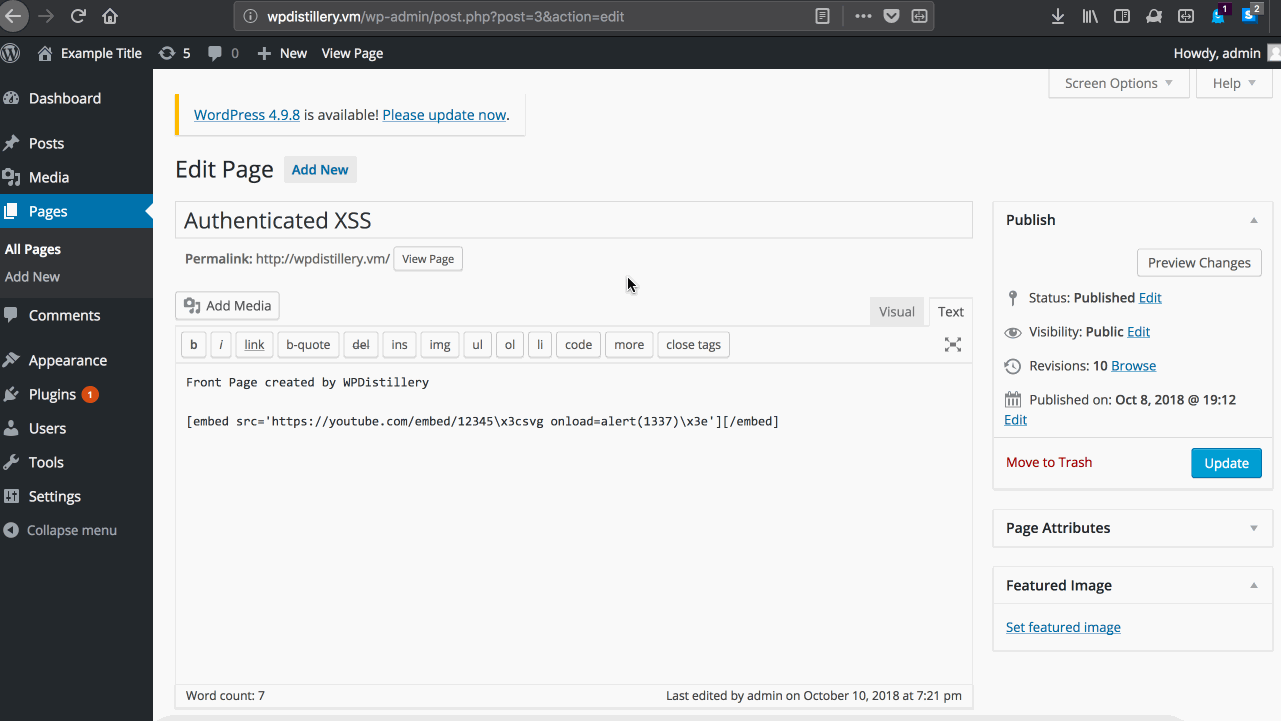 wpdistillery.vm/wp-admin/post.php?post=3&action=edit
1
2
Example Title 5 0 New View Page Howdy, admin
Screen Options Help
Dashboard
Posts
Media
Pages
All Pages
Add New
Comments
Appearance
Plugins 1
Users
Tools
Settings
Collapse menu
WordPress 4.9.8 is available! Please update now.
Edit Page Add New
Authenticated XSS
Permalink: http://wpdistillery.vm/ View Page
Add Media
Visual Text
b i link b-quote del ins img ul ol li code more close tags
Front Page created by WPDistillery
[embed src='https://youtube.com/embed/12345\x3csvg onload=alert(1337)\x3e'][/embed]
Word count: 7 Last edited by admin on October 10, 2018 at 7:21 pm
Publish
Preview Changes
Status: Published Edit
Visibility: Public Edit
Revisions: 10 Browse
Published on: Oct 8, 2018 @ 19:12
Edit
Move to Trash Update
Page Attributes
Featured Image
Set featured image